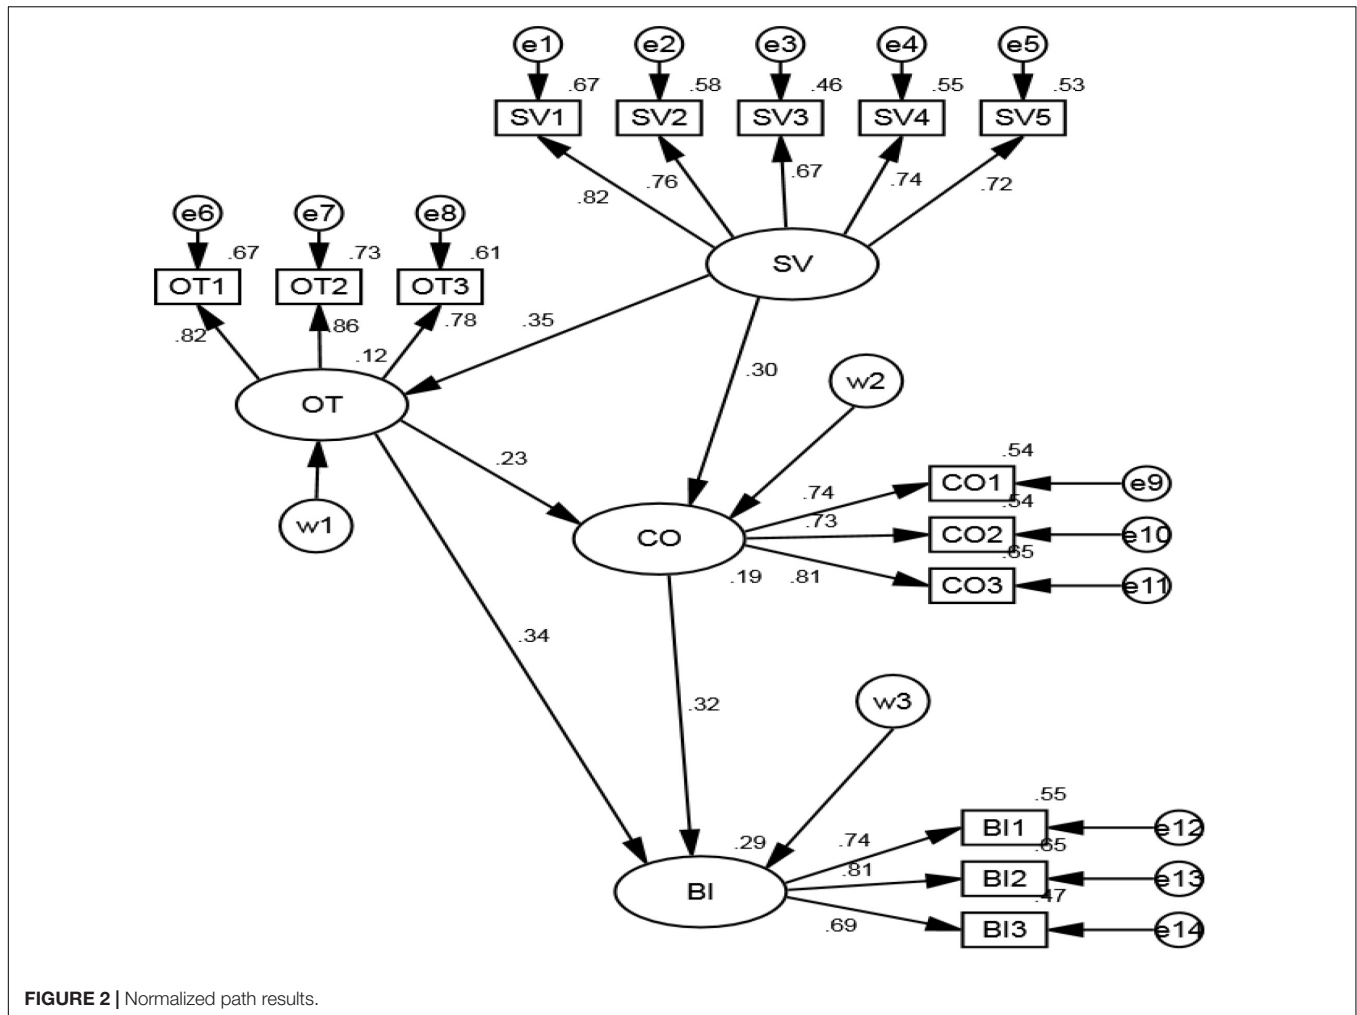 e1 e2 e3 e4 e5
.67 .58 .46 .55 .53
SV1 SV2 SV3 SV4 SV5
.82 .76 .67 .74 .72
e6 e7 e8
.67 .73 .61
SV
OT1 OT2 OT3
.82 .86 .78 .35
.12
.30
w2
OT
.23
.54
.74 CO1 e9
w1
.54
.73 CO2 e10
CO
.65
.19 .81 CO3 e11
.34
.32
w3
.55
.74 BI1 e12
.29
.65
.81 BI2 e13
BI
.47
.69 BI3 e14
FIGURE 2 | Normalized path results.